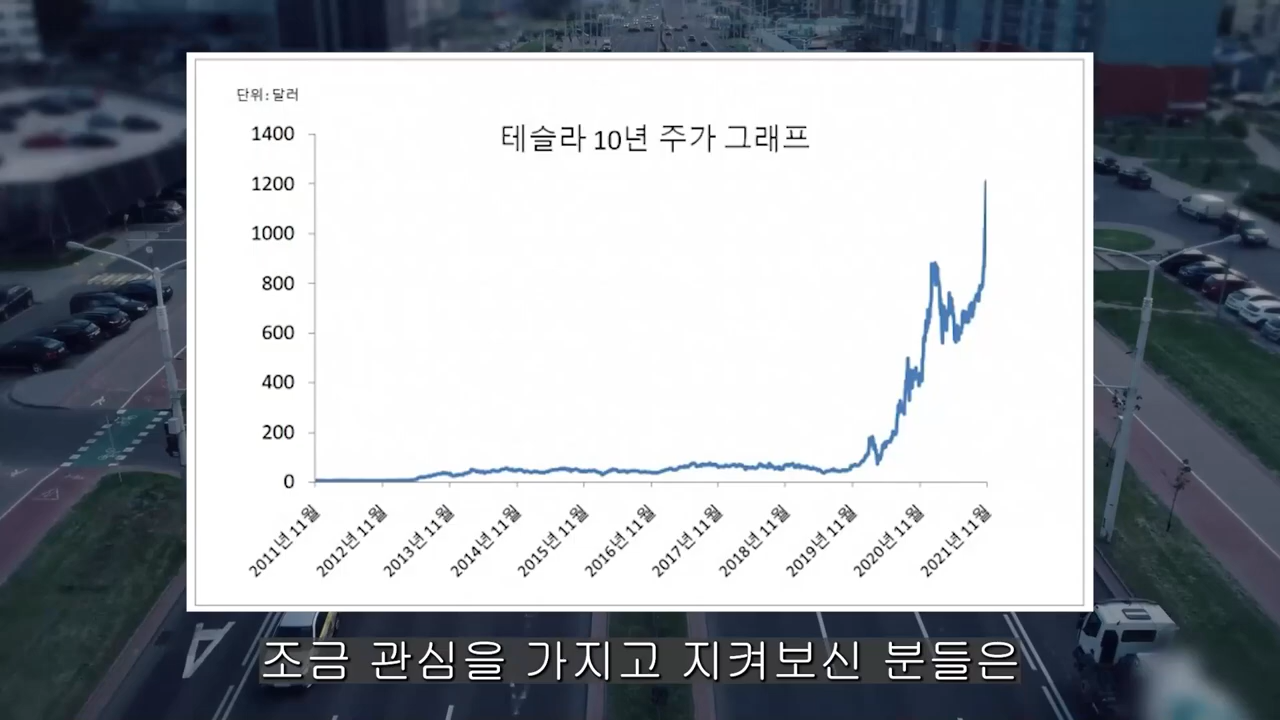 단위:달러
테슬라 10년 주가 그래프
1400
1200
1000
800
600
400
200
0
2011년 11월
2012년 11월
2013년 11월
2014년 11월
2015년 11월
2016년 11월
2017년 11월
2018년 11월
2019년 11월
2020년 11월
2021년 11월
조금 관심을 가지고 지켜보신 분들은